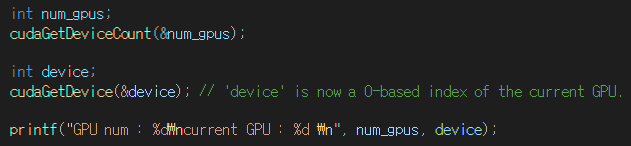 int num_gpus;
cudaGetDeviceCount(&num_gpus);
int device;
cudaGetDevice(&device); // 'device' is now a 0-based index of the current GPU.
printf("GPU num : %d₩ncurrent GPU : %d ₩n", num_gpus, device);